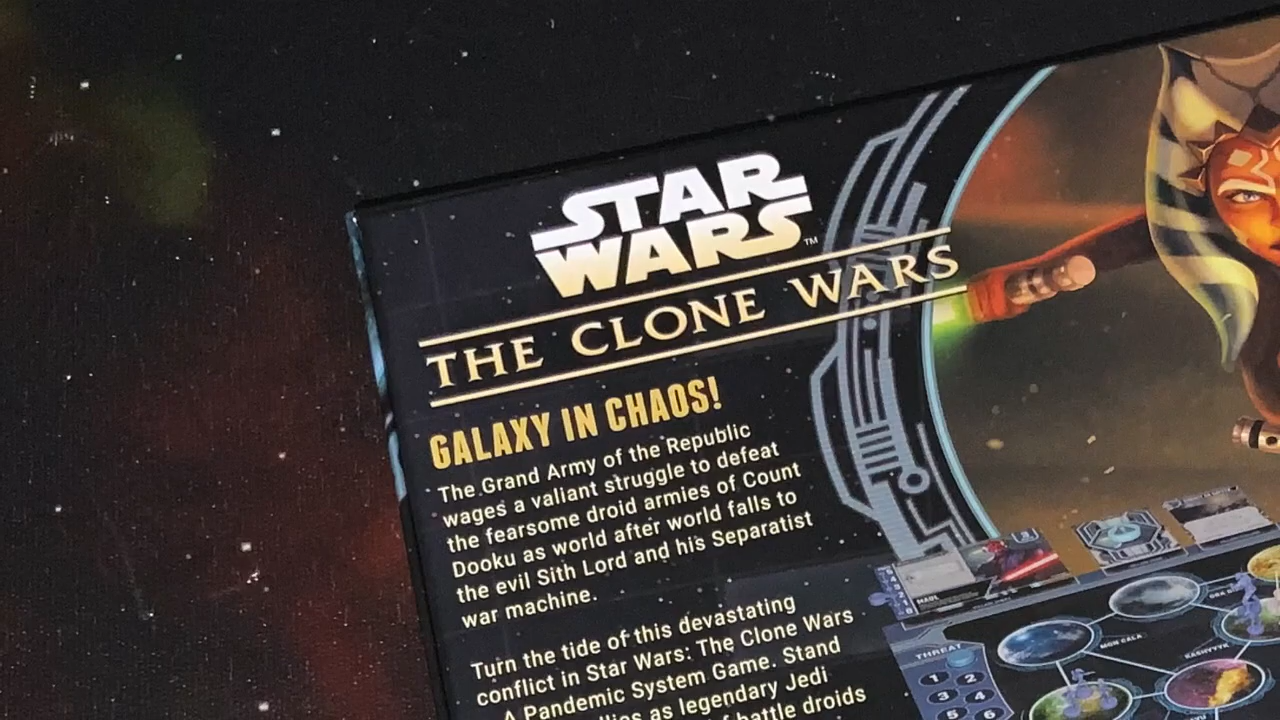 STAR
WARS™
THE CLONE WARS
GALAXY IN CHAOS!
The Grand Army of the Republic
wages a valiant struggle to defeat
the fearsome droid armies of Count
Dooku as world after world falls to
the evil Sith Lord and his Separatist
war machine.
Turn the tide of this devastating
conflict in Star Wars: The Clone Wars
A Pandemic System Game. Stand
as legendary Jedi
battle droids
MAUL
THREAT
1 2
3 4
5 6
MON CALA
KASHYYYK